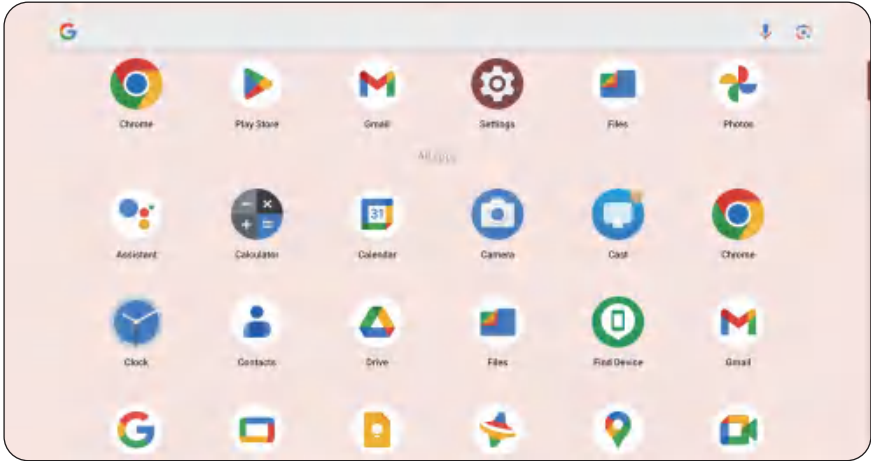 Chrome Play Store Gmail Settings Files Photos
All apps
Assistant Calculator Calendar Camera Cast Chrome
31
Clock Contacts Drive Files Find Device Gmail